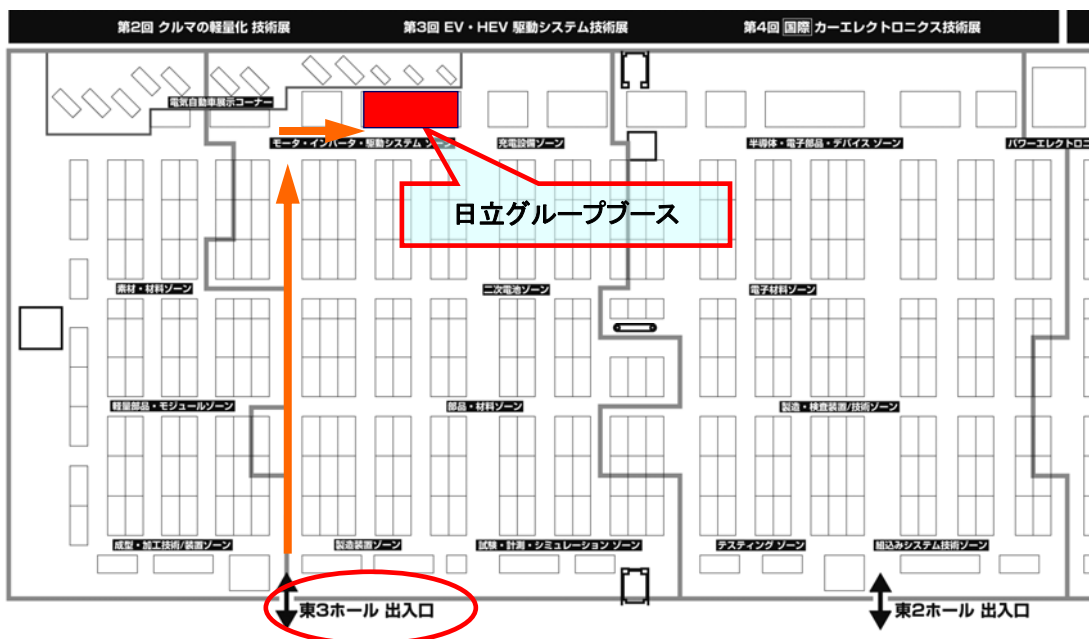 第2回 クルマの軽量化 技術展
第3回 EV・HEV 駆動システム技術展
第4回 国際 カーエレクトロニクス技術展
電気自動車展示コーナー
モータ・インバータ・駆動システム ゾーン
充電設備ゾーン
半導体・電子部品・デバイス ゾーン
パワーエレクトロニ
日立グループブース
素材・材料ゾーン
二次電池ゾーン
電子材料ゾーン
軽量部品・モジュールゾーン
部品・材料ゾーン
製造・検査装置/技術ゾーン
成型・加工技術/装置ゾーン
製造装置ゾーン
試験・計測・シミュレーション ゾーン
テスティング ゾーン
組込みシステム技術ゾーン
東3ホール 出入口
東2ホール 出入口